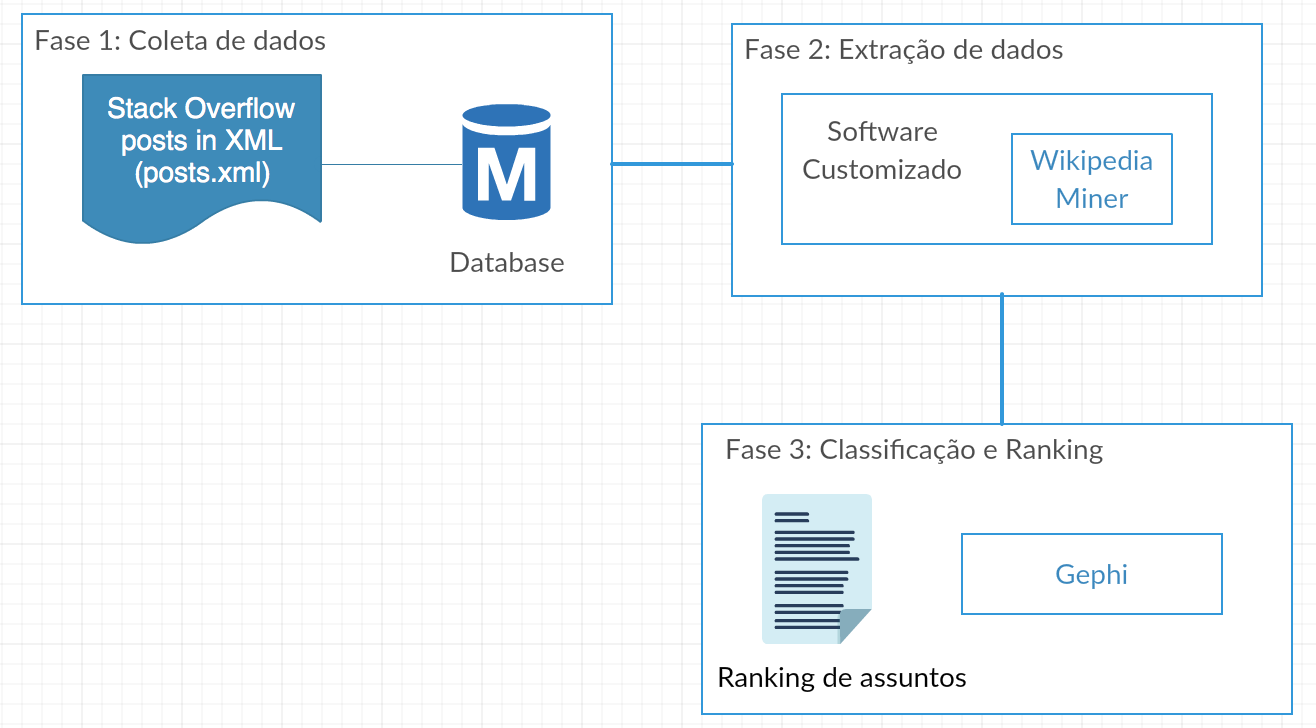 Fase 1: Coleta de dados
Stack Overflow
posts in XML
(posts.xml)
M
Database
Fase 2: Extração de dados
Software
Customizado
Wikipedia
Miner
Fase 3: Classificação e Ranking
Gephi
Ranking de assuntos